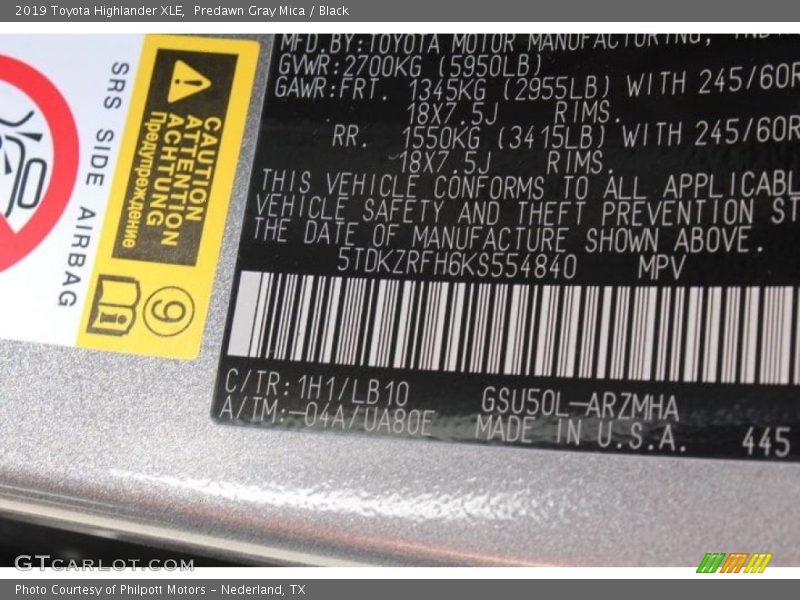 2019 Toyota Highlander XLE,  Predawn Gray Mica / Black
MFD.BY:TOYOTA MOTOR MANUFACTURING,
GVWR:2700KG (5950LB)
GAWR:FRT. 1345KG (2955LB) WITH 245/60R
18X7.5J RIMS.
RR. 1550KG (3415LB) WITH 245/60R
18X7.5J RIMS.
THIS VEHICLE CONFORMS TO ALL APPLICABL
VEHICLE SAFETY AND THEFT PREVENTION ST
THE DATE OF MANUFACTURE SHOWN ABOVE.
5TDKZRFH6KS554840 MPV
C/TR:1H1/LB10 GSU50L-ARZMHA
A/TM:-04A/UA80E MADE IN U.S.A. 445
SRS SIDE AIRBAG
CAUTION
ATTENTION
ACHTUNG
Предупреждение
9
GTCARLOT.COM
Photo Courtesy of Philpott Motors - Nederland, TX